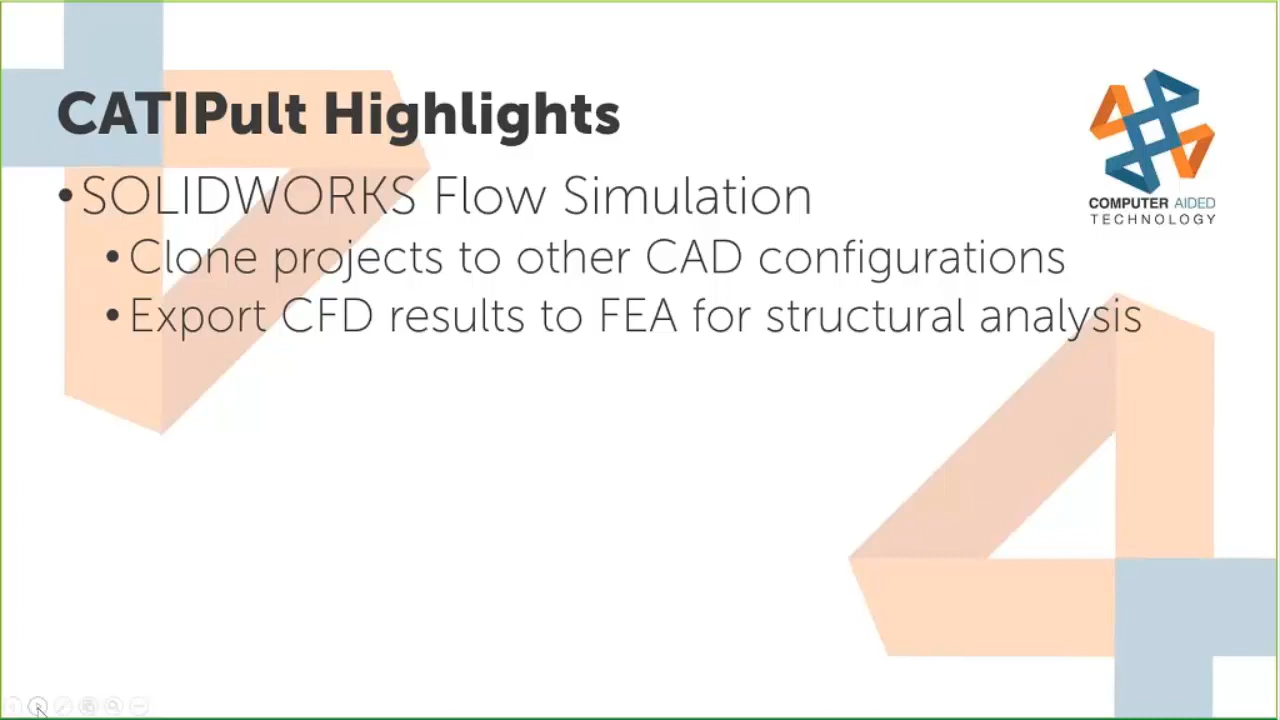 CATIPult Highlights
•SOLIDWORKS Flow Simulation
•Clone projects to other CAD configurations
•Export CFD results to FEA for structural analysis
COMPUTER AIDED
TECHNOLOGY